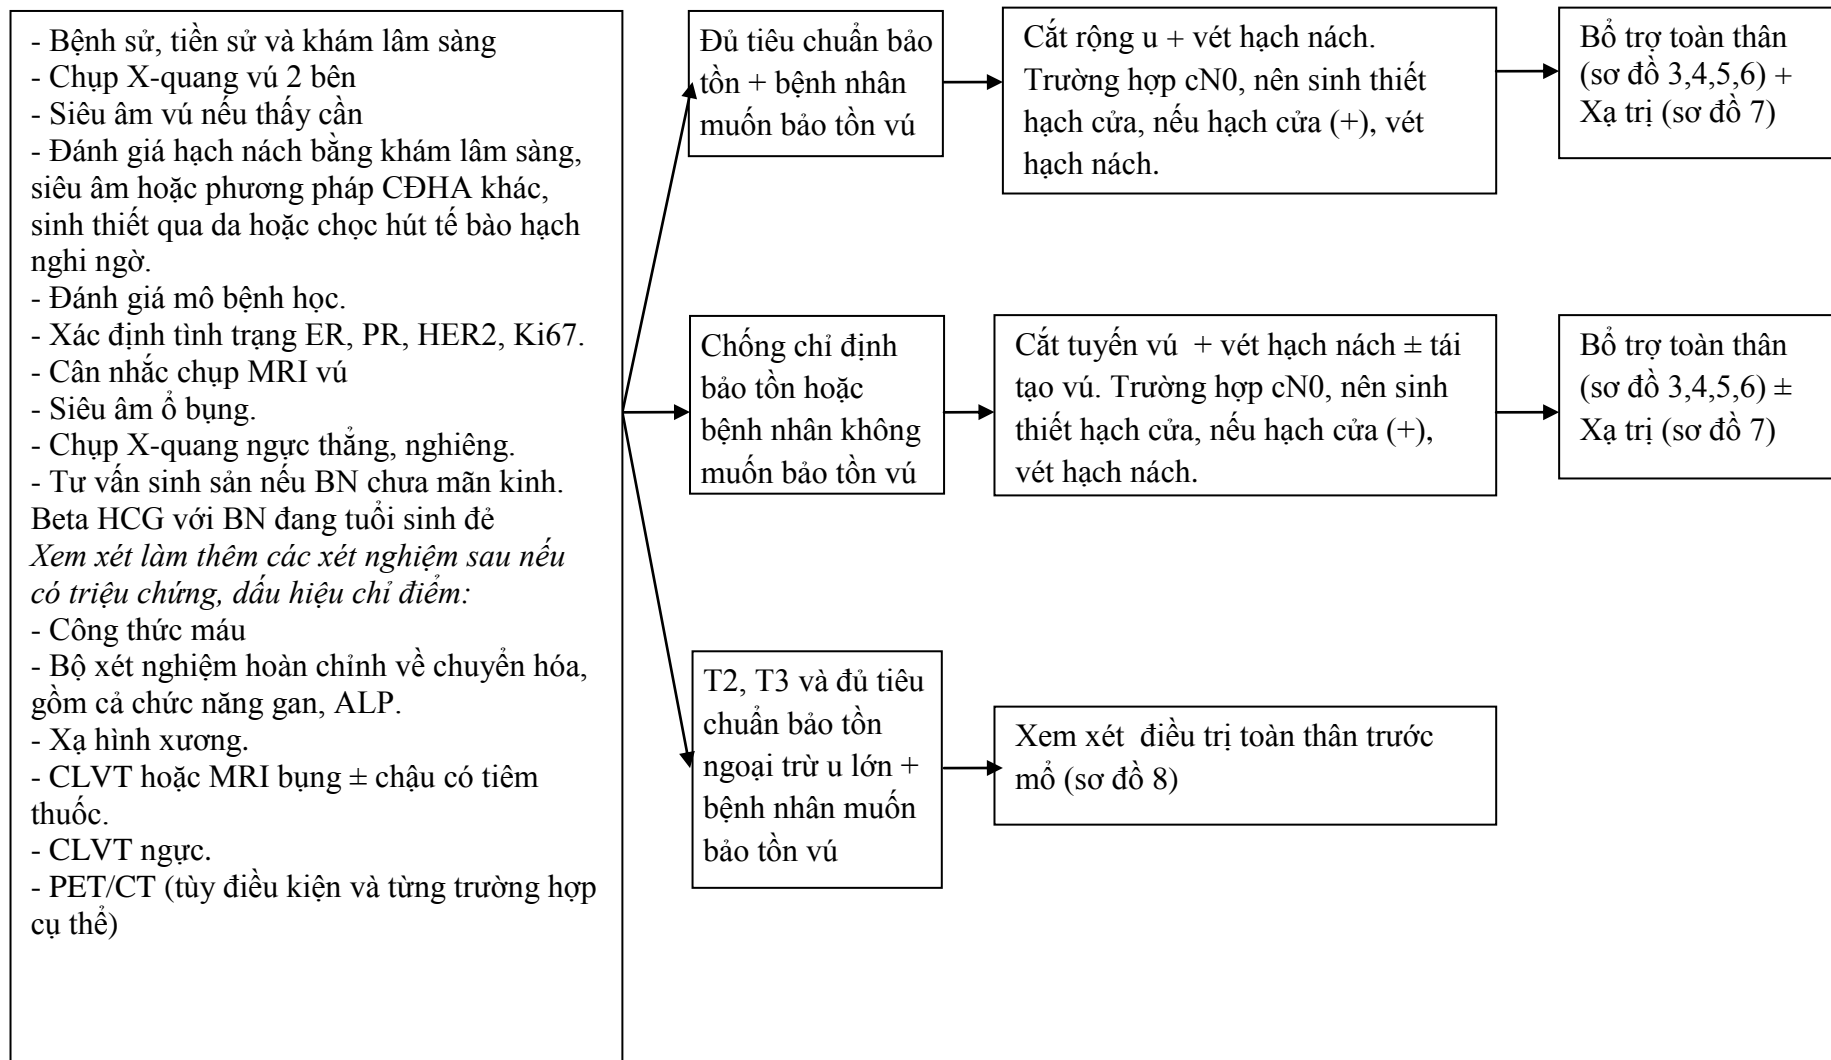 - Bệnh sử, tiền sử và khám lâm sàng
- Chụp X-quang vú 2 bên
- Siêu âm vú nếu thấy cần
- Đánh giá hạch nách bằng khám lâm sàng,
siêu âm hoặc phương pháp CĐHA khác,
sinh thiết qua da hoặc chọc hút tế bào hạch
nghi ngờ.
- Đánh giá mô bệnh học.
- Xác định tình trạng ER, PR, HER2, Ki67.
- Cân nhắc chụp MRI vú
- Siêu âm ổ bụng.
- Chụp X-quang ngực thẳng, nghiêng.
- Tư vấn sinh sản nếu BN chưa mãn kinh.
Beta HCG với BN đang tuổi sinh đẻ
Xem xét làm thêm các xét nghiệm sau nếu
có triệu chứng, dấu hiệu chỉ điểm:
- Công thức máu
- Bộ xét nghiệm hoàn chỉnh về chuyển hóa,
gồm cả chức năng gan, ALP.
- Xạ hình xương.
- CLVT hoặc MRI bụng ± chậu có tiêm
thuốc.
- CLVT ngực.
- PET/CT (tùy điều kiện và từng trường hợp
cụ thể)
Đủ tiêu chuẩn bảo
tồn + bệnh nhân
muốn bảo tồn vú
Cắt rộng u + vét hạch nách.
Trường hợp cN0, nên sinh thiết
hạch cửa, nếu hạch cửa (+), vét
hạch nách.
Bổ trợ toàn thân
(sơ đồ 3,4,5,6) +
Xạ trị (sơ đồ 7)
Chống chỉ định
bảo tồn hoặc
bệnh nhân không
muốn bảo tồn vú
Cắt tuyến vú + vét hạch nách ± tái
tạo vú. Trường hợp cN0, nên sinh
thiết hạch cửa, nếu hạch cửa (+),
vét hạch nách.
Bổ trợ toàn thân
(sơ đồ 3,4,5,6) ±
Xạ trị (sơ đồ 7)
T2, T3 và đủ tiêu
chuẩn bảo tồn
ngoại trừ u lớn +
bệnh nhân muốn
bảo tồn vú
Xem xét điều trị toàn thân trước
mổ (sơ đồ 8)